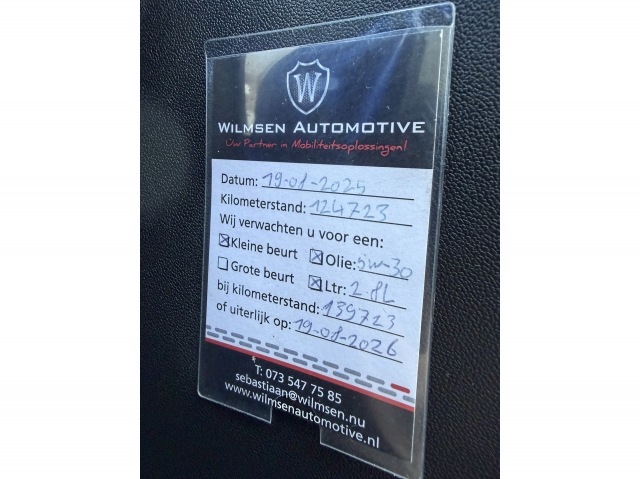 W
WILMSEN AUTOMOTIVE
Uw Partner in Mobiliteitsoplossingen!
Datum: 19-01-2025
Kilometerstand: 124723
Wij verwachten u voor een:
Kleine beurt Olie: 5w-30
Grote beurt Ltr: 2.8L
bij kilometerstand: 139723
of uiterlijk op: 19-01-2026
T: 073 547 75 85
sebastiaan@wilmsen.nu
www.wilmsenautomotive.nl